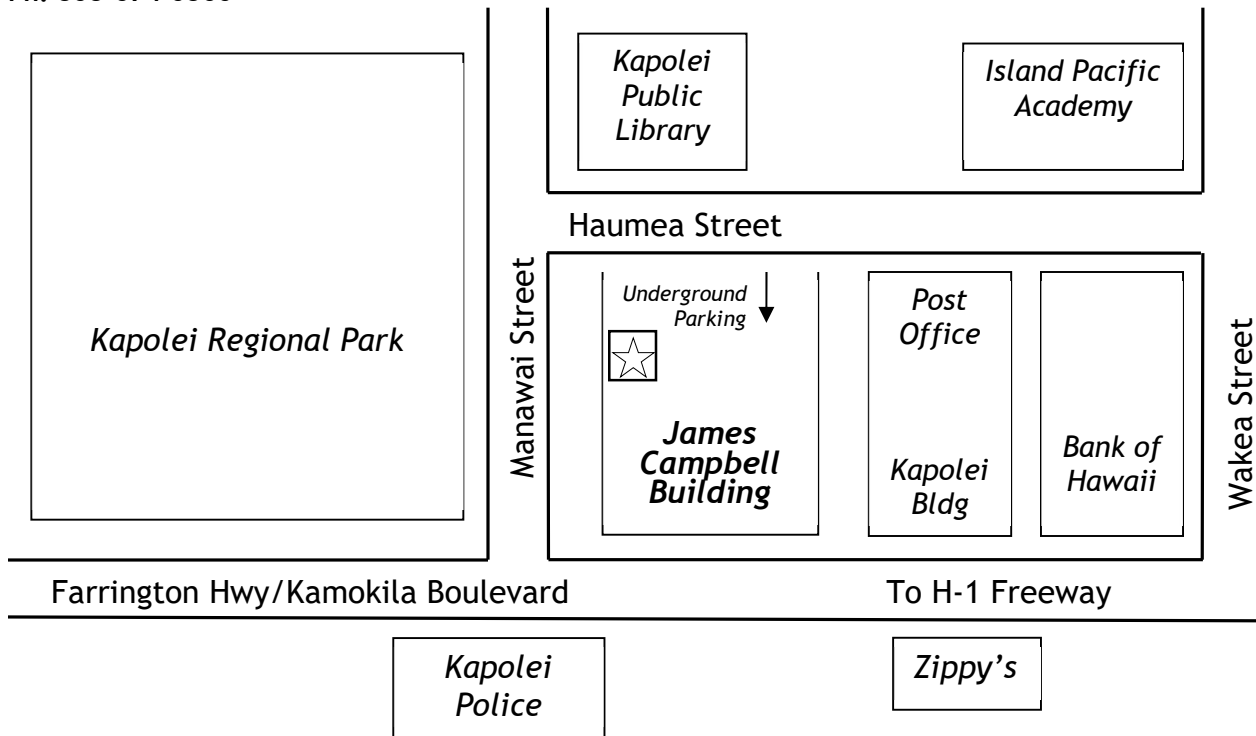 Kapolei
Public
Library
Island Pacific
Academy
Haumea Street
Kapolei Regional Park
Manawai Street
Underground
Parking
James
Campbell
Building
Post
Office
Kapolei
Bldg
Bank of
Hawaii
Wakea Street
Farrington Hwy/Kamokila Boulevard
To H-1 Freeway
Kapolei
Police
Zippy's